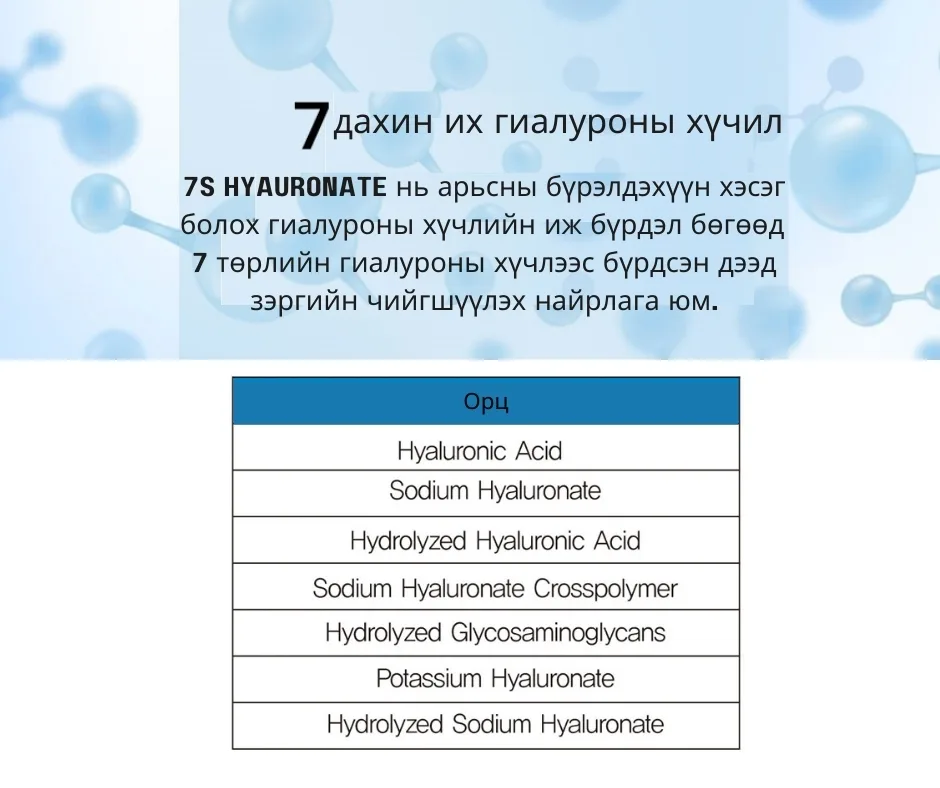 7 дахин их гиалуроны хүчил
7S HYAURONATE нь арьсны бүрэлдэхүүн хэсэг
болох гиалуроны хүчлийн иж бүрдэл бөгөөд
7 төрлийн гиалуроны хүчлээс бүрдсэн дээд
зэргийн чийгшүүлэх найрлага юм.
Орц
Hyaluronic Acid
Sodium Hyaluronate
Hydrolyzed Hyaluronic Acid
Sodium Hyaluronate Crosspolymer
Hydrolyzed Glycosaminoglycans
Potassium Hyaluronate
Hydrolyzed Sodium Hyaluronate